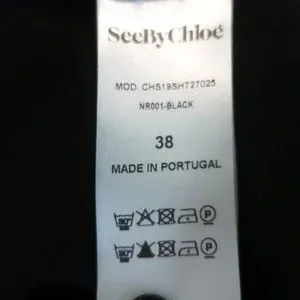 SeeByChloé
MOD. CHS19SHT27025
NR001-BLACK
38
MADE IN PORTUGAL
P
P